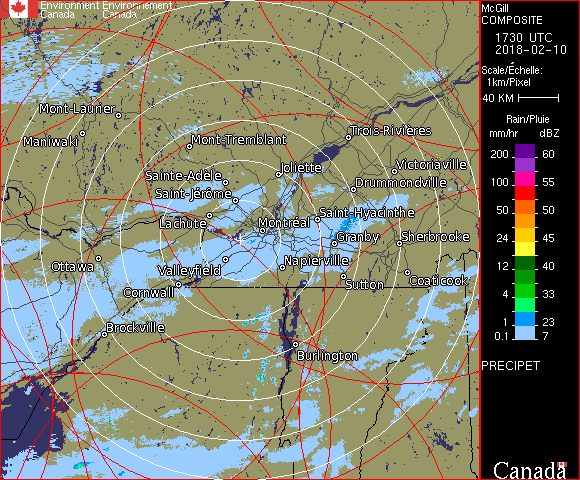 Environment Environnement
Canada Canada
McGill
COMPOSITE
1730 UTC
2018-02-10
Scale/Échelle:
1km/Pixel
40 KM
Rain/Pluie
mm/hr dBZ
200 60
100 55
50 50
24 45
12 40
4 33
1 23
0.1 7
PRECIPET
Canada
Mont-Laurier
Maniwaki
Mont-Tremblant
Trois-Rivières
Joliette
Victoriaville
Sainte-Adèle
Drummondville
Saint-Jérôme
Saint-Hyacinthe
Lachute
Montréal
Granby
Sherbrooke
Ottawa
Valleyfield
Napierville
Coaticook
Cornwall
Sutton
Brockville
Burlington